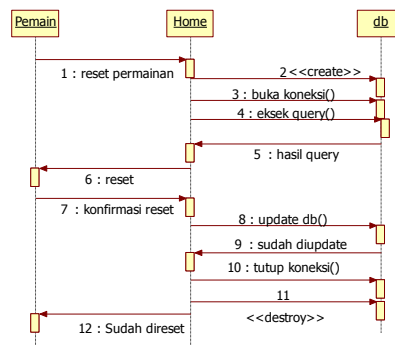 Pemain
Home
db
1 : reset permainan
2<<create>>
3 : buka koneksi()
4 : eksek query()
5 : hasil query
6 : reset
7 : konfirmasi reset
8 : update db()
9 : sudah diupdate
10 : tutup koneksi()
11
<<destroy>>
12 : Sudah direset